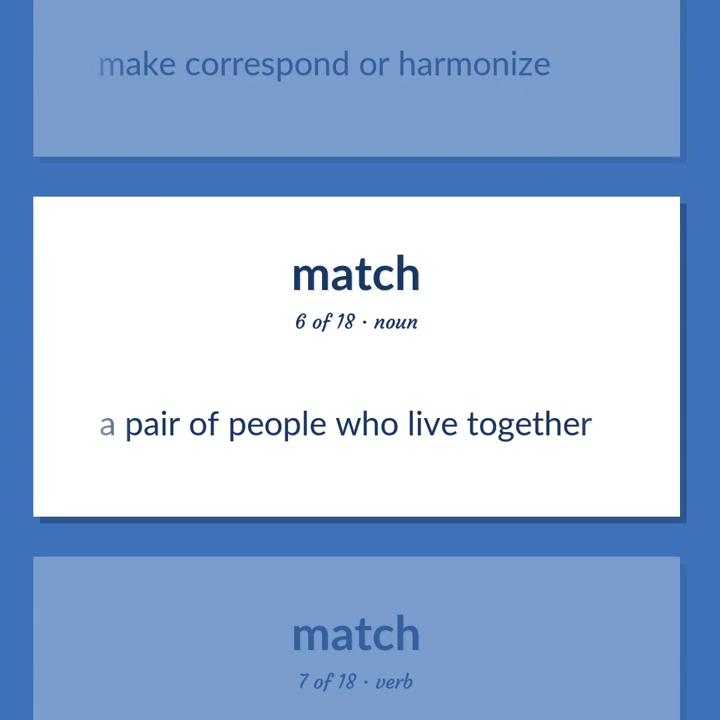 make correspond or harmonize
match
6 of 18 · noun
a pair of people who live together
match
7 of 18 · verb